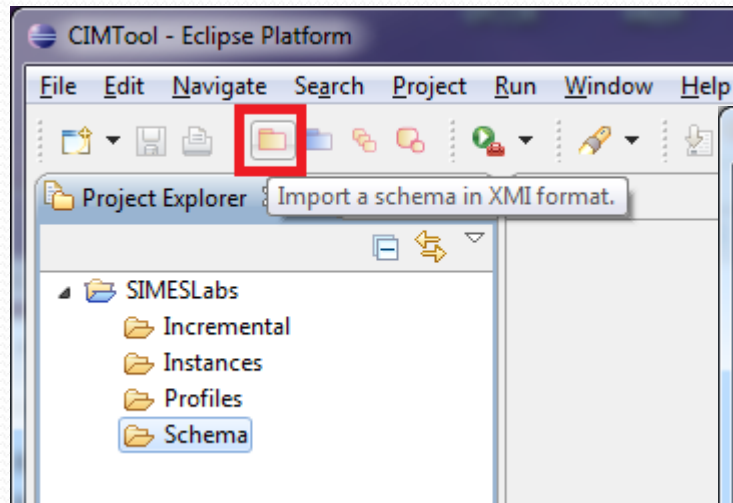 CIMTool - Eclipse Platform
File Edit Navigate Search Project Run Window Help
Project Explorer
Import a schema in XMI format.
SIMESLabs
Incremental
Instances
Profiles
Schema